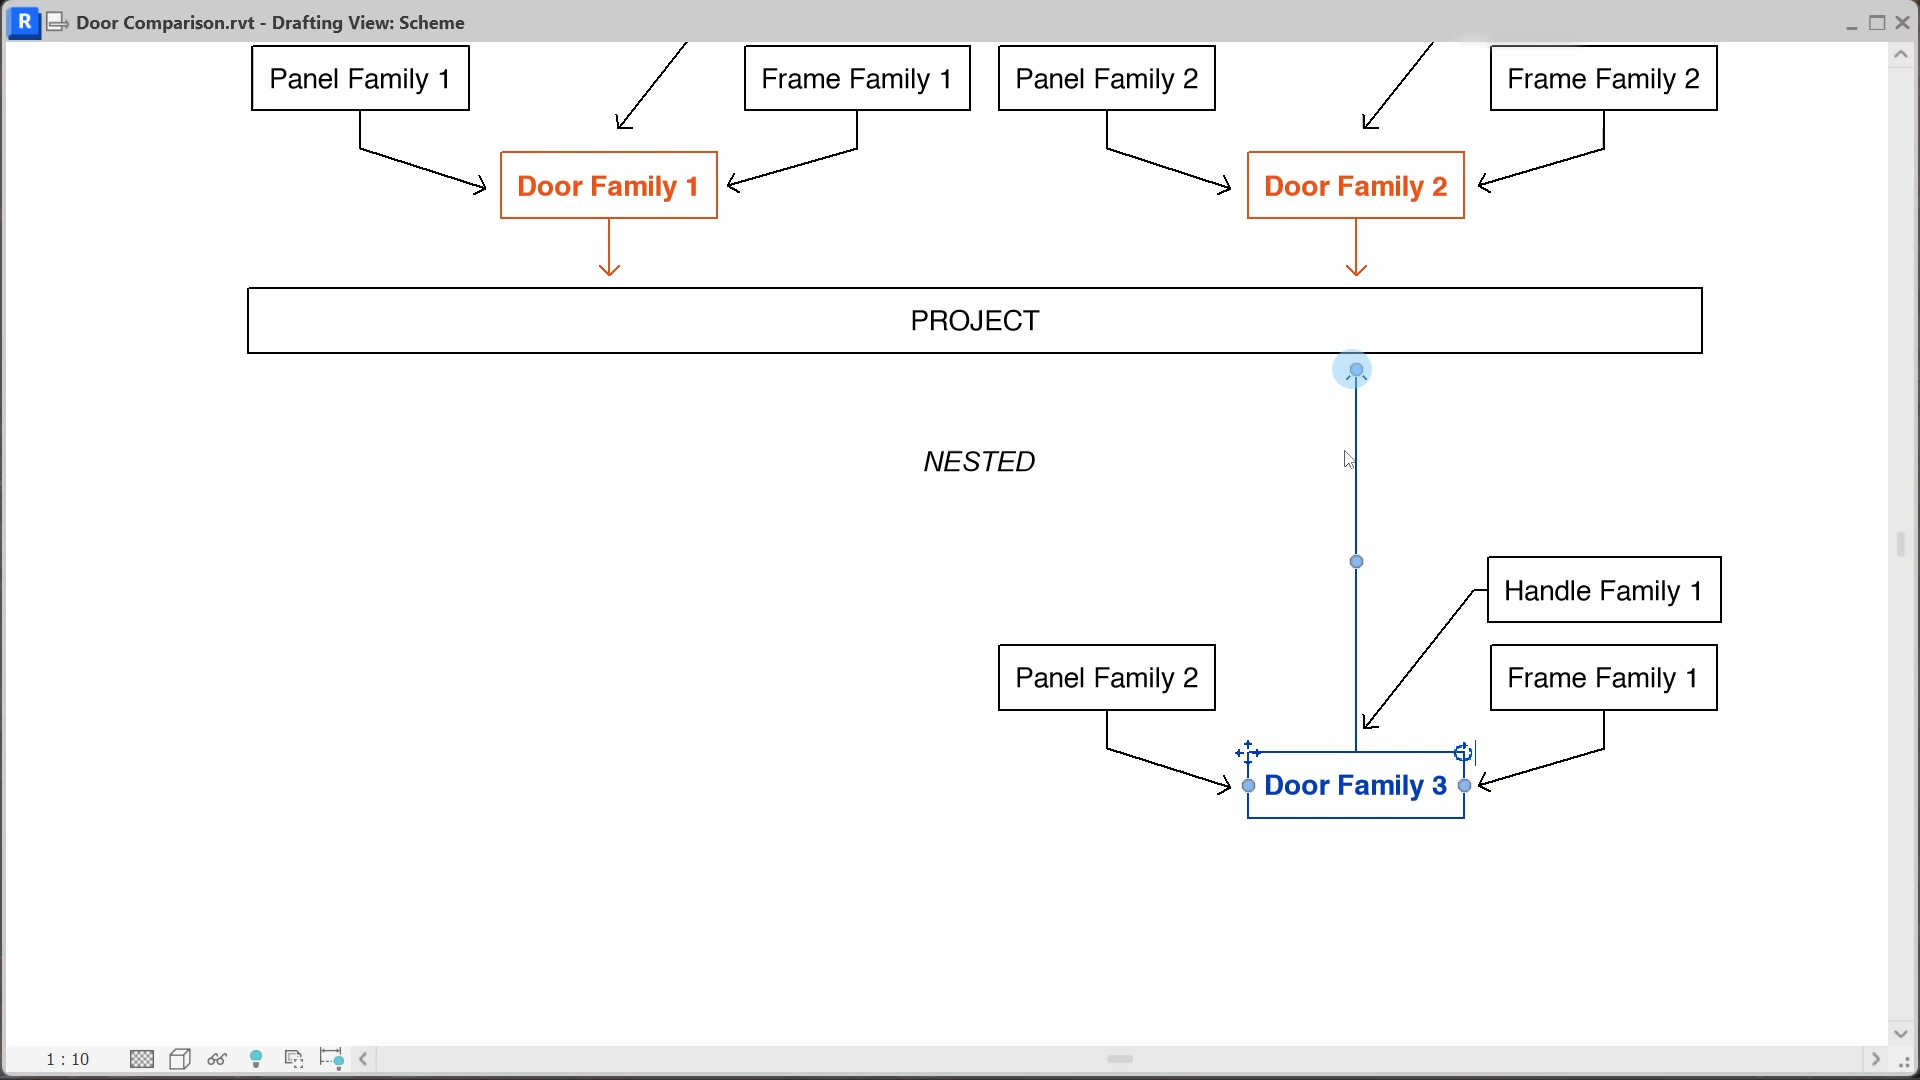 R Door Comparison.rvt - Drafting View: Scheme
Panel Family 1
Frame Family 1
Panel Family 2
Frame Family 2
Door Family 1
Door Family 2
PROJECT
NESTED
Handle Family 1
Panel Family 2
Frame Family 1
Door Family 3
1 : 10